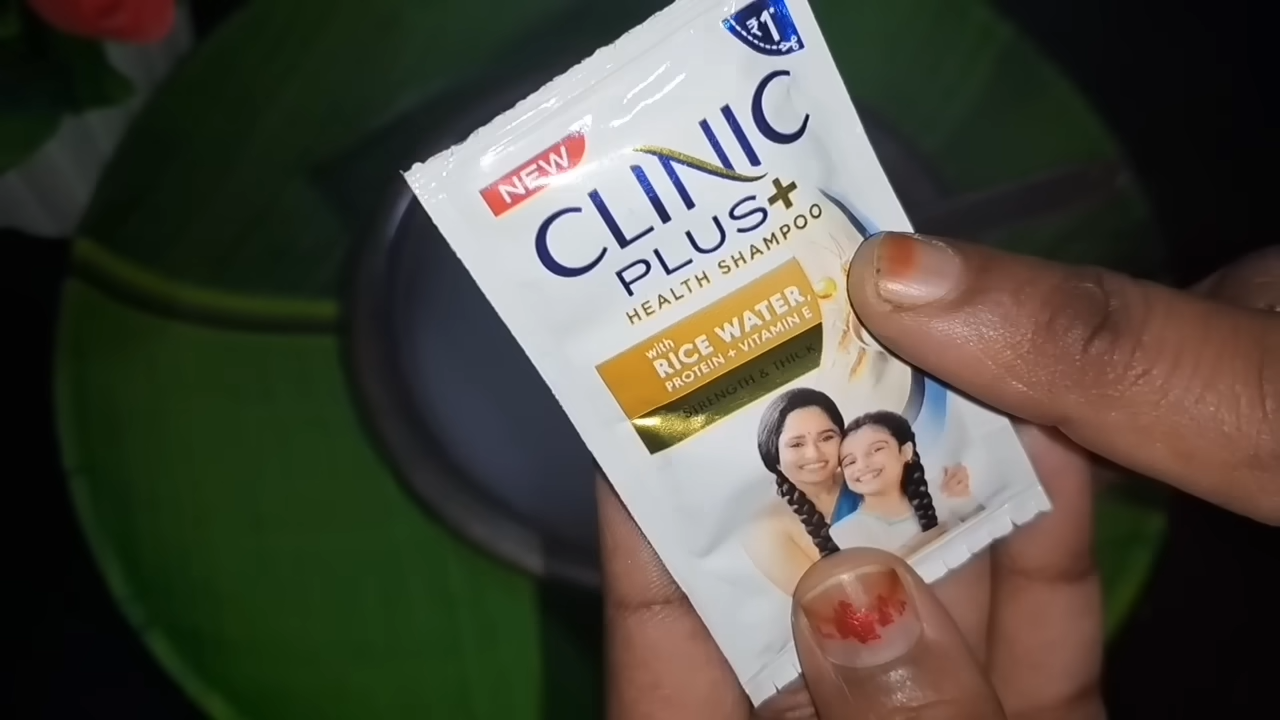 ₹1*
NEW
CLINIC
PLUS+
HEALTH SHAMPOO
with
RICE WATER,
PROTEIN + VITAMIN E
STRENGTH & THICK